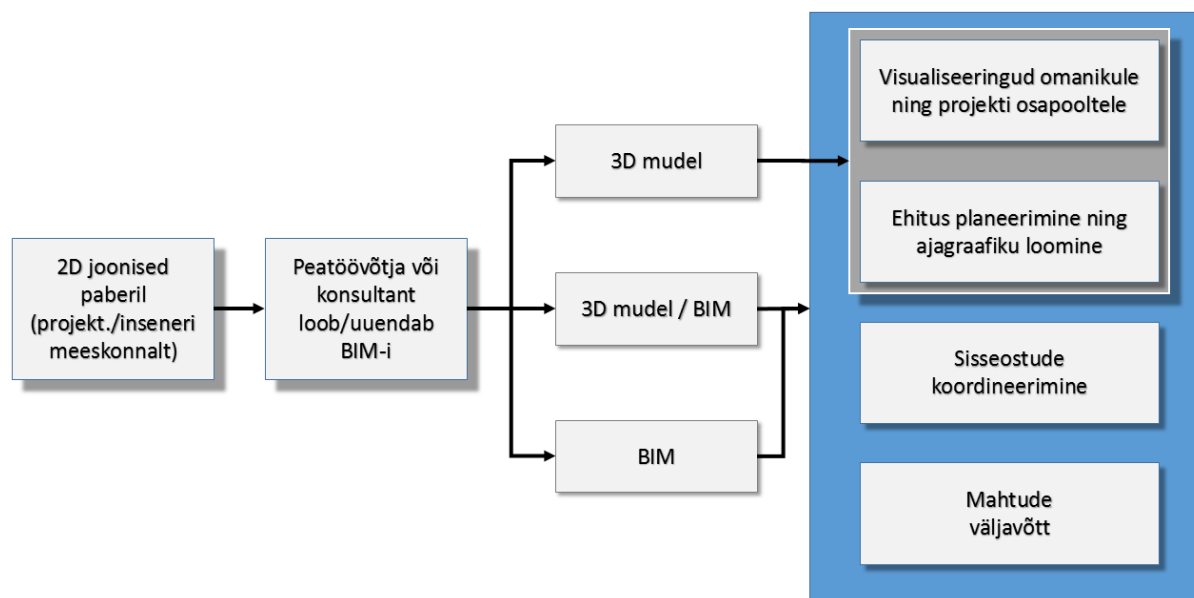 2D joonised
paberil
(projekt./inseneri
meeskonnalt)
Peatöövõtja või
konsultant
loob/uuendab
BIM-i
3D mudel
3D mudel / BIM
BIM
Visualiseeringud omanikule
ning projekti osapooltele
Ehitus planeerimine ning
ajagraafiku loomine
Sisseostude
koordineerimine
Mahtude
väljavõtt